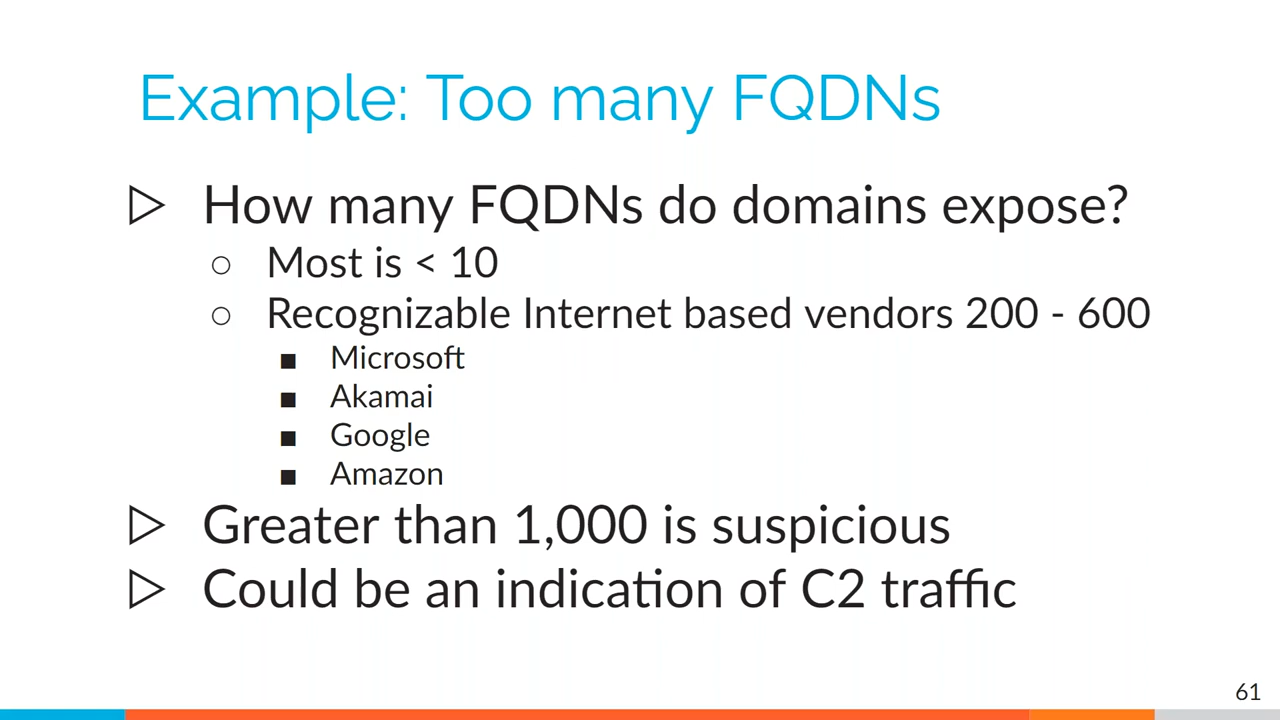 Example: Too many FQDNs
▷ How many FQDNs do domains expose?
○ Most is < 10
○ Recognizable Internet based vendors 200 - 600
■ Microsoft
■ Akamai
■ Google
■ Amazon
▷ Greater than 1,000 is suspicious
▷ Could be an indication of C2 traffic
61